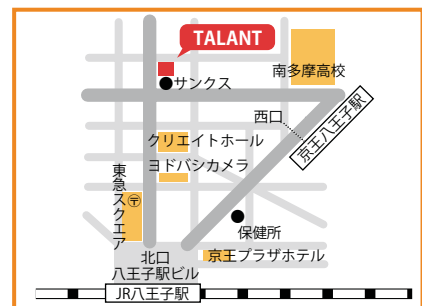 TALANT
南多摩高校
サンクス
西口
京王八王子駅
クリエイトホール
ヨドバシカメラ
東急スクエア
〒
保健所
北口
京王プラザホテル
八王子駅ビル
JR八王子駅